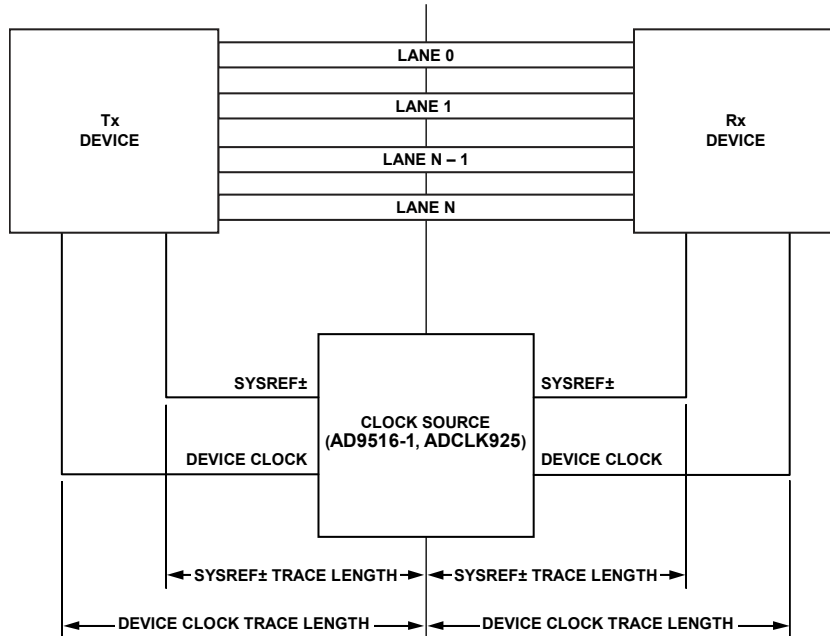 LANE 0
LANE 1
Tx
DEVICE
Rx
DEVICE
LANE N – 1
LANE N
SYSREF±
SYSREF±
CLOCK SOURCE
(AD9516-1, ADCLK925)
DEVICE CLOCK
DEVICE CLOCK
SYSREF± TRACE LENGTH
SYSREF± TRACE LENGTH
DEVICE CLOCK TRACE LENGTH
DEVICE CLOCK TRACE LENGTH